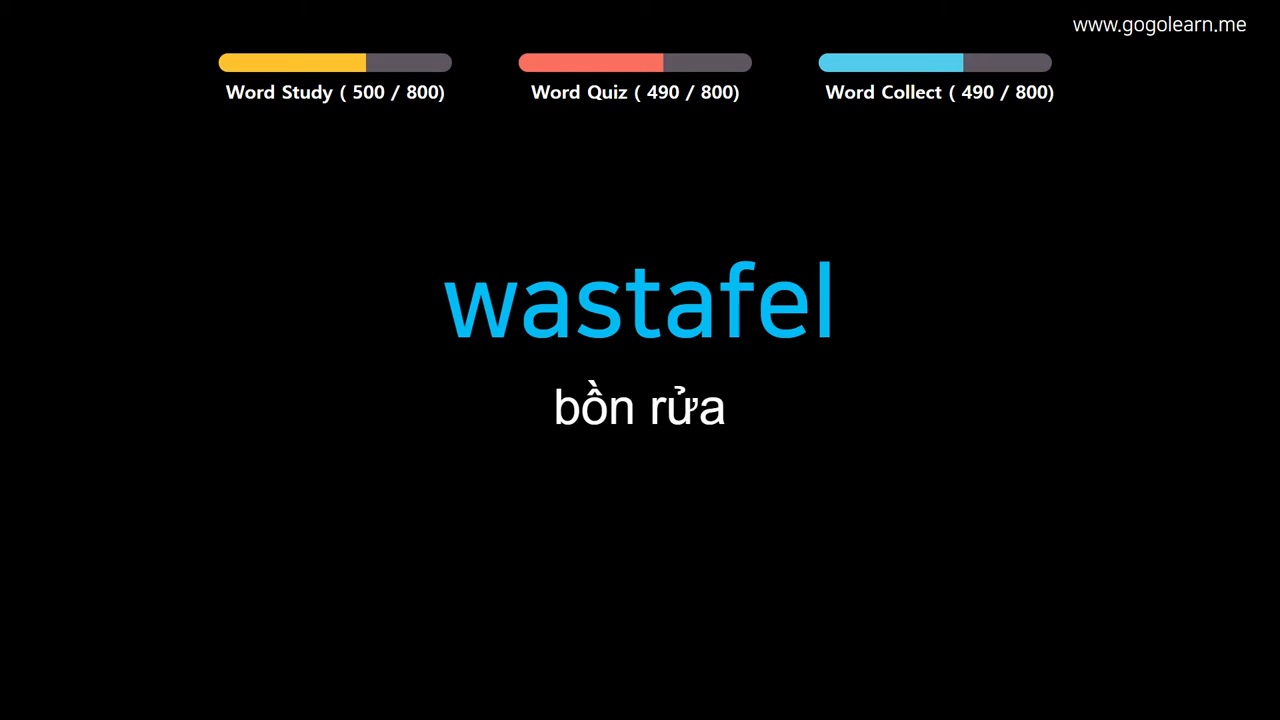 www.gogolearn.me
Word Study ( 500 / 800)
Word Quiz ( 490 / 800)
Word Collect ( 490 / 800)
wastafel
bồn rửa